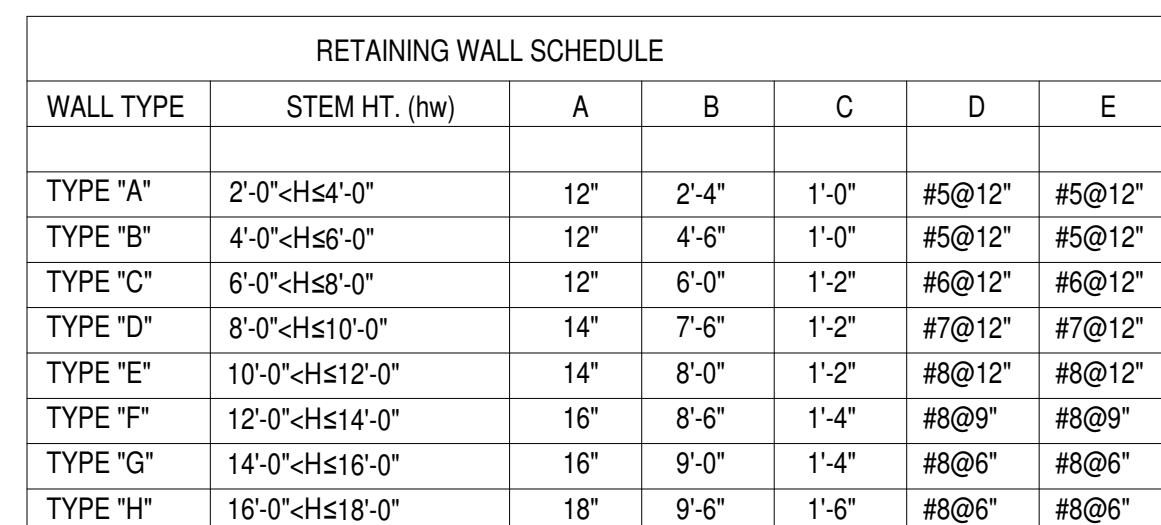 RETAINING WALL SCHEDULE
WALL TYPE STEM HT. (hw) A B C D E
TYPE "A" 2'-0"<H≤4'-0" 12" 2'-4" 1'-0" #5@12" #5@12"
TYPE "B" 4'-0"<H≤6'-0" 12" 4'-6" 1'-0" #5@12" #5@12"
TYPE "C" 6'-0"<H≤8'-0" 12" 6'-0" 1'-2" #6@12" #6@12"
TYPE "D" 8'-0"<H≤10'-0" 14" 7'-6" 1'-2" #7@12" #7@12"
TYPE "E" 10'-0"<H≤12'-0" 14" 8'-0" 1'-2" #8@12" #8@12"
TYPE "F" 12'-0"<H≤14'-0" 16" 8'-6" 1'-4" #8@9" #8@9"
TYPE "G" 14'-0"<H≤16'-0" 16" 9'-0" 1'-4" #8@6" #8@6"
TYPE "H" 16'-0"<H≤18'-0" 18" 9'-6" 1'-6" #8@6" #8@6"